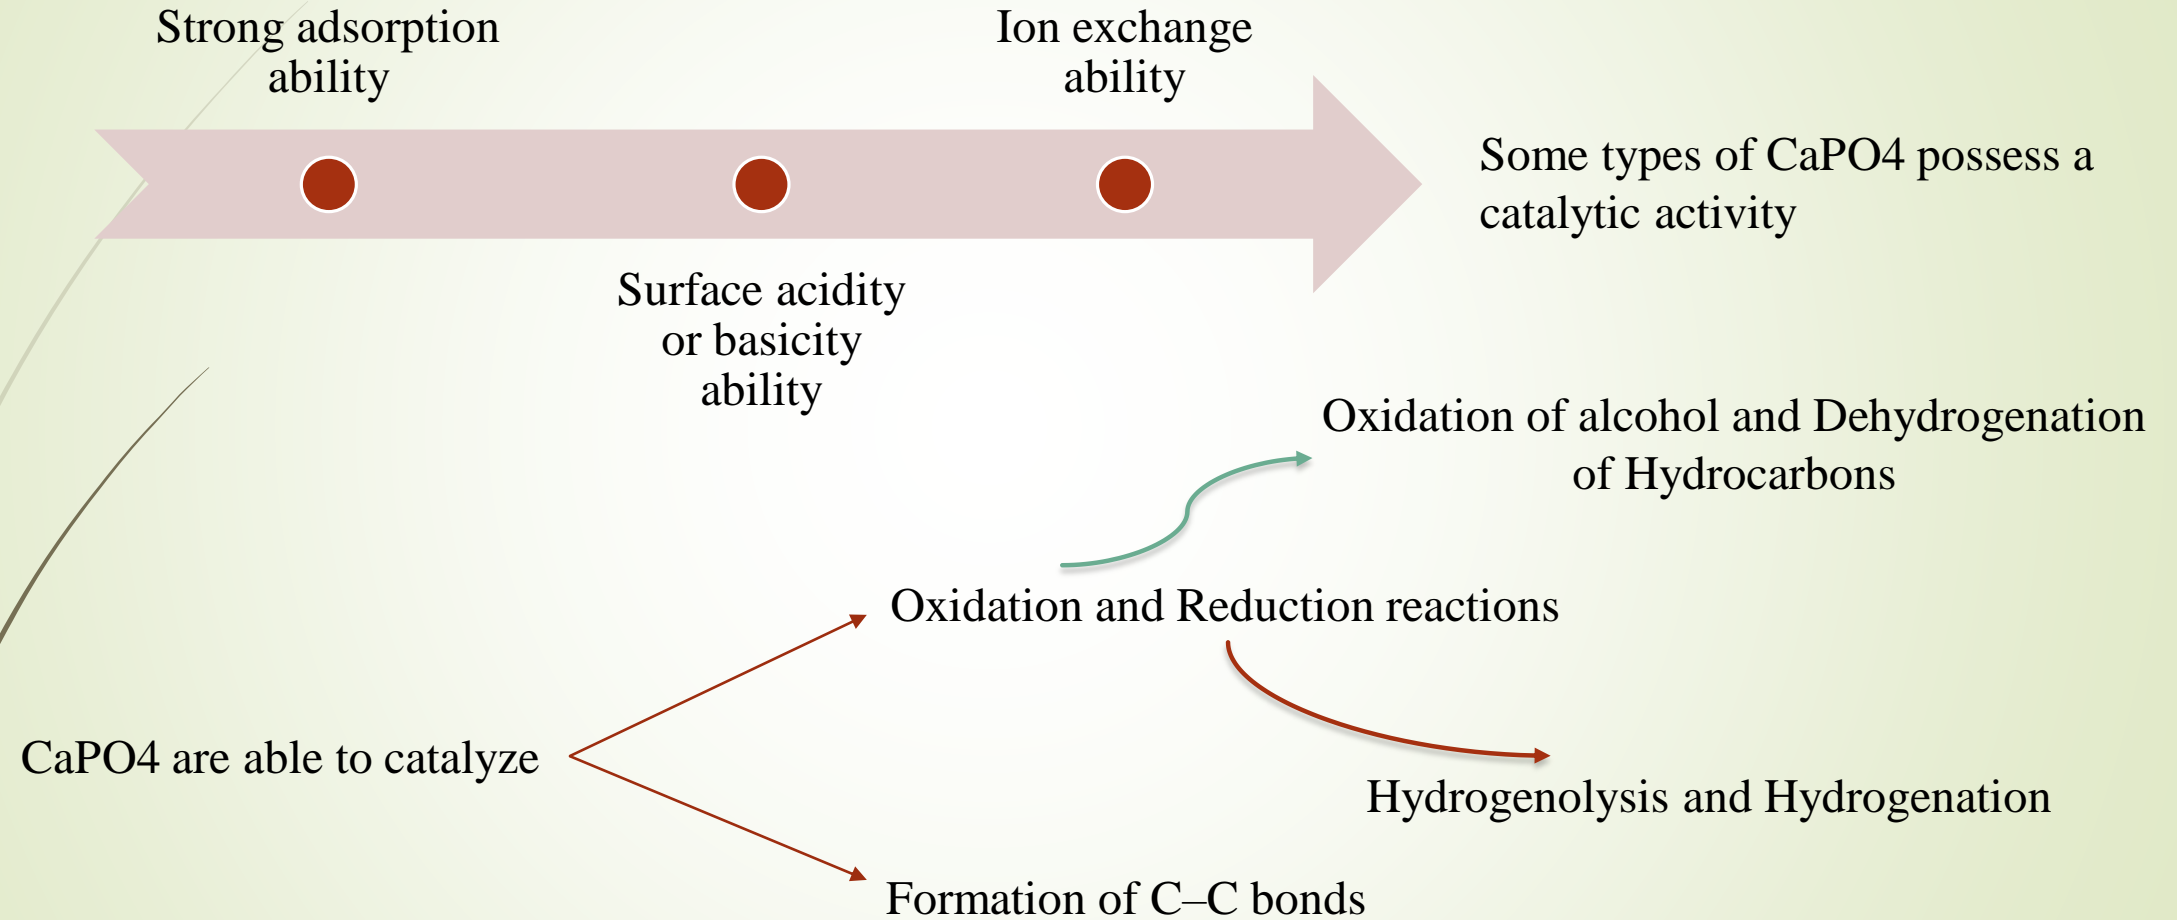 Strong adsorption
ability
Ion exchange
ability
Some types of CaPO4 possess a
catalytic activity
Surface acidity
or basicity
ability
Oxidation of alcohol and Dehydrogenation
of Hydrocarbons
Oxidation and Reduction reactions
CaPO4 are able to catalyze
Hydrogenolysis and Hydrogenation
Formation of C–C bonds